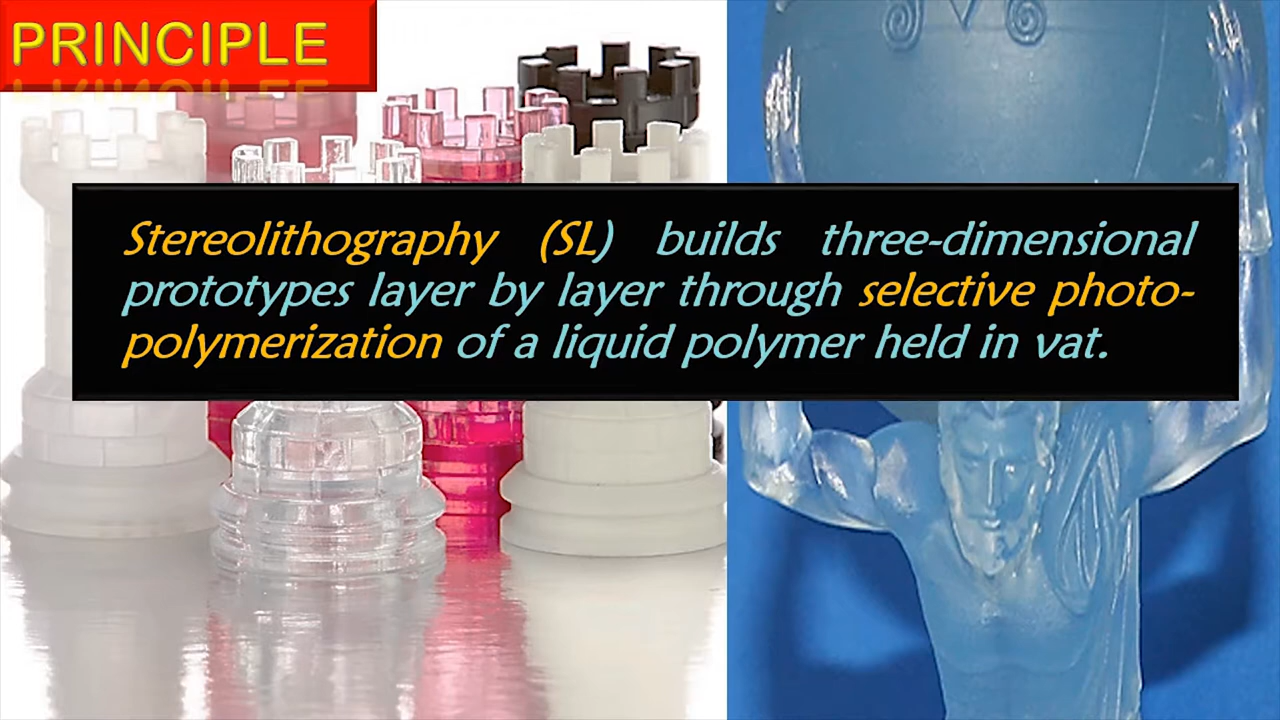 PRINCIPLE
Stereolithography (SL) builds three-dimensional
prototypes layer by layer through selective photo-
polymerization of a liquid polymer held in vat.